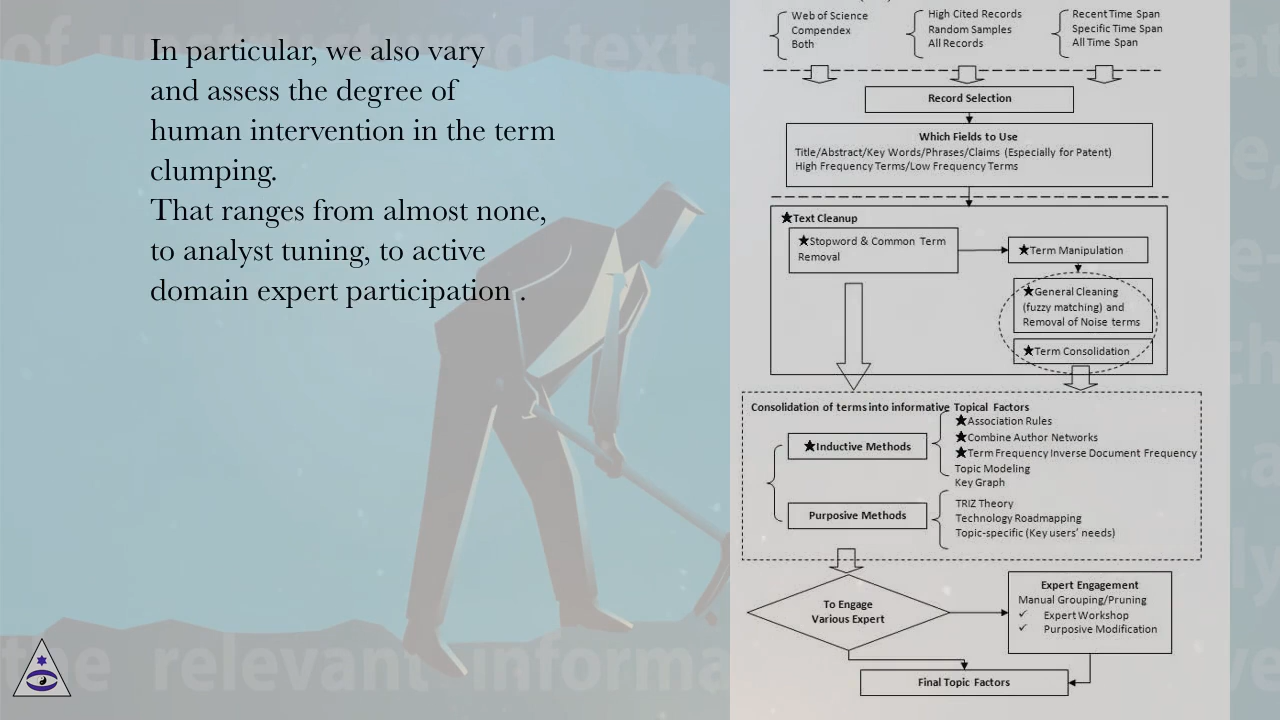 In particular, we also vary
and assess the degree of
human intervention in the term
clumping.
That ranges from almost none,
to analyst tuning, to active
domain expert participation .
of unstructured text.
the relevant informa
Web of Science
Compendex
Both
High Cited Records
Random Samples
All Records
Recent Time Span
Specific Time Span
All Time Span
Record Selection
Which Fields to Use
Title/Abstract/Key Words/Phrases/Claims (Especially for Patent)
High Frequency Terms/Low Frequency Terms
★Text Cleanup
★Stopword & Common Term
Removal
★Term Manipulation
★General Cleaning
(fuzzy matching) and
Removal of Noise terms
★Term Consolidation
Consolidation of terms into informative Topical Factors
★Inductive Methods
★Association Rules
★Combine Author Networks
★Term Frequency Inverse Document Frequency
Topic Modeling
Key Graph
Purposive Methods
TRIZ Theory
Technology Roadmapping
Topic-specific (Key users' needs)
To Engage
Various Expert
Expert Engagement
Manual Grouping/Pruning
✓ Expert Workshop
✓ Purposive Modification
Final Topic Factors